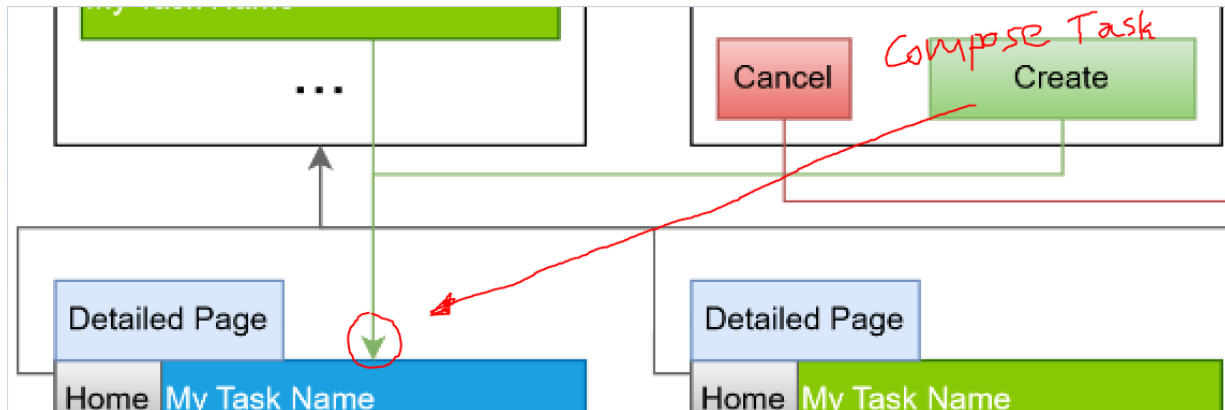 My Task Name
...
Compose Task
Cancel
Create
Detailed Page
Home
My Task Name
Detailed Page
Home
My Task Name